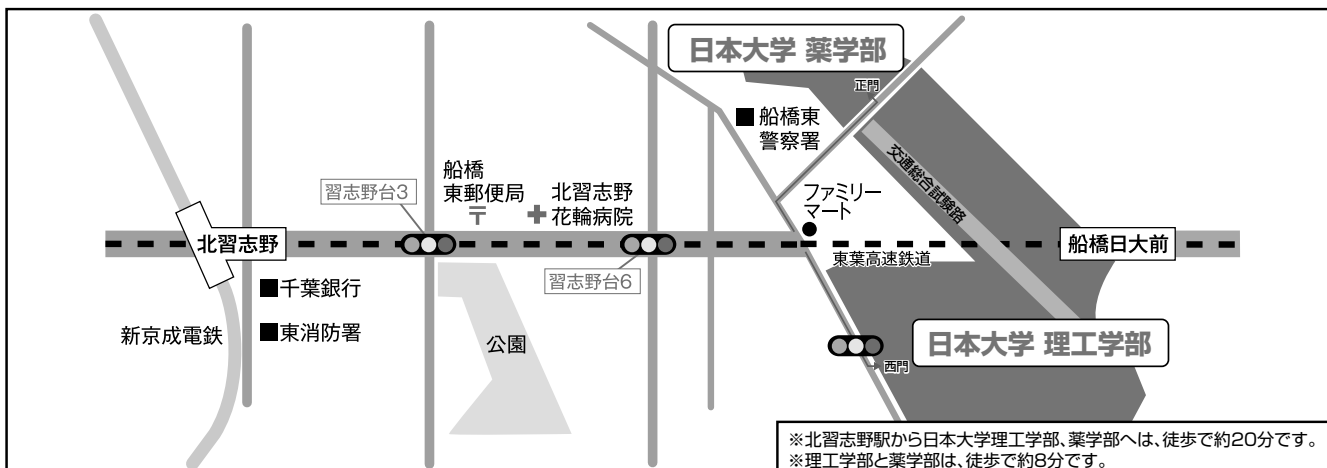 日本大学 薬学部
正門
船橋東
警察署
交通総合試験路
船橋
東郵便局
〒
習志野台3
北習志野
花輪病院
ファミリー
マート
北習志野
船橋日大前
東葉高速鉄道
習志野台6
千葉銀行
東消防署
新京成電鉄
公園
日本大学 理工学部
西門
※北習志野駅から日本大学理工学部、薬学部へは、徒歩で約20分です。
※理工学部と薬学部は、徒歩で約8分です。